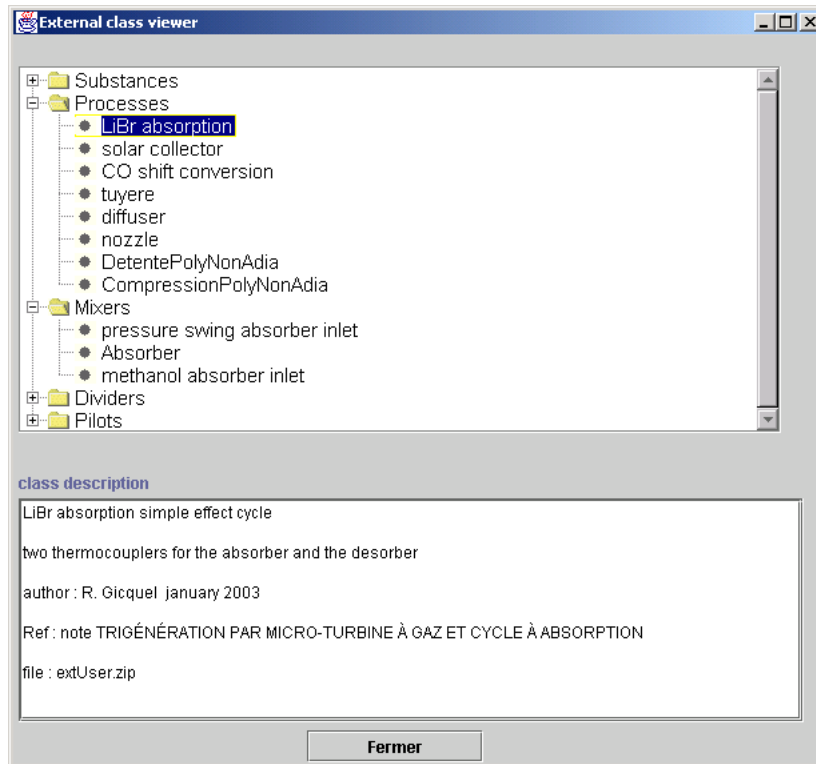 External class viewer
Substances
Processes
LiBr absorption
solar collector
CO shift conversion
tuyere
diffuser
nozzle
DetentePolyNonAdia
CompressionPolyNonAdia
Mixers
pressure swing absorber inlet
Absorber
methanol absorber inlet
Dividers
Pilots
class description
LiBr absorption simple effect cycle
two thermocouplers for the absorber and the desorber
author : R. Gicquel january 2003
Ref : note TRIGÉNÉRATION PAR MICRO-TURBINE À GAZ ET CYCLE À ABSORPTION
file : extUser.zip
Fermer